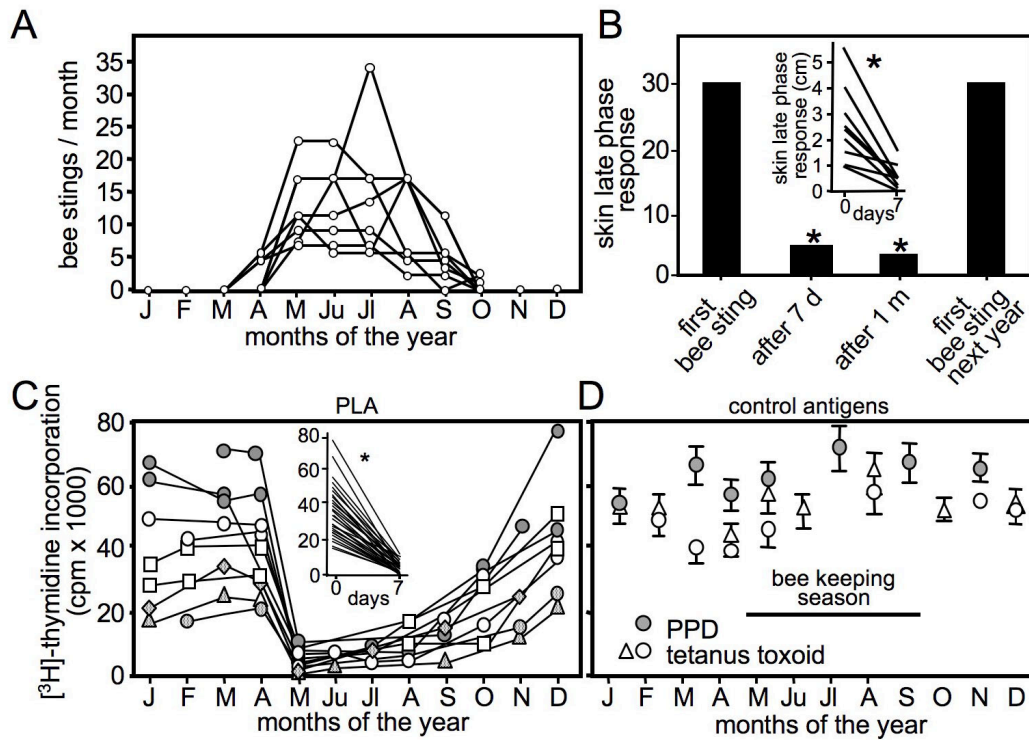 A
bee stings / month
35
30
25
20
15
10
5
0
J F M A M Ju Jl A S O N D
months of the year
B
skin late phase
response
30
20
10
0
skin late phase
response (cm)
5
4
3
2
1
0
*
0 7
days
* *
first
bee sting
after 7 d
after 1 m
first
bee sting
next year
C
PLA
[³H]-thymidine incorporation
(cpm x 1000)
80
60
40
20
0
80
60
40
20
0
*
0 7
days
J F M A M Ju Jl A S O N D
months of the year
D
control antigens
bee keeping
season
PPD
tetanus toxoid
J F M A M Ju Jl A S O N D
months of the year